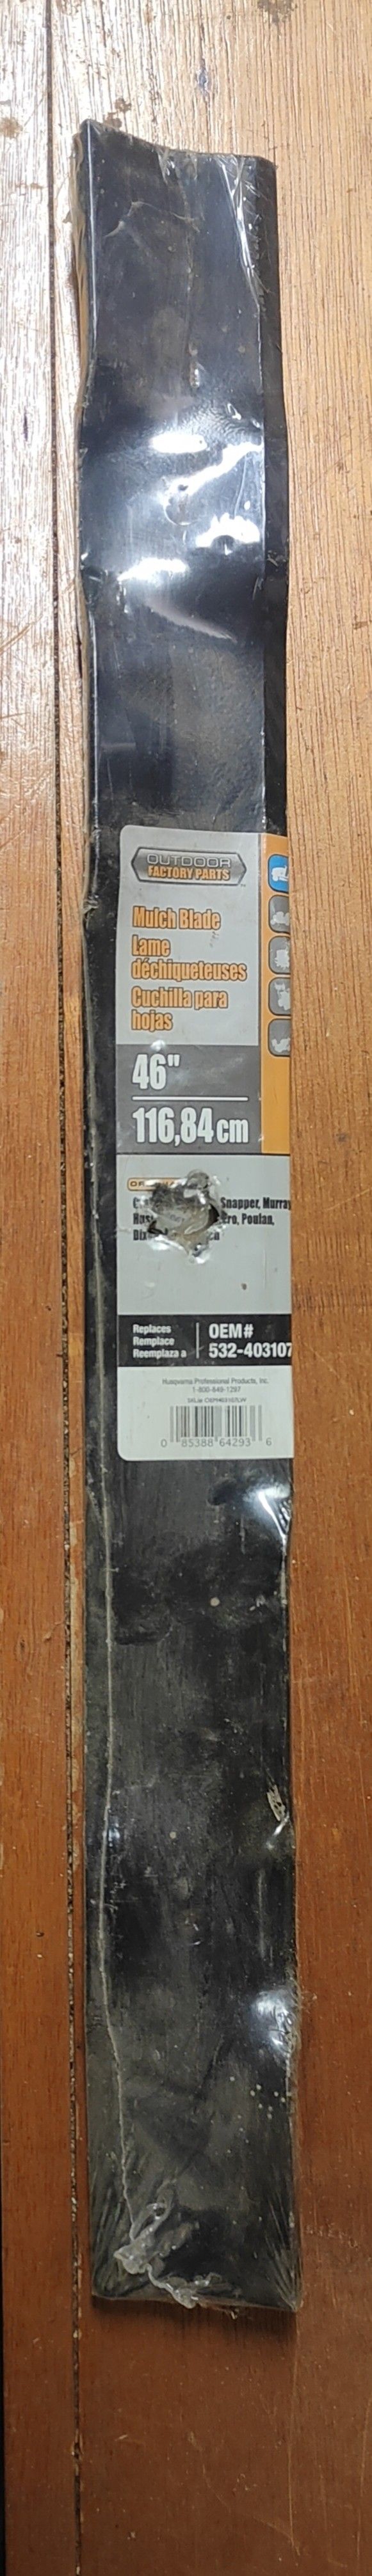 OUTDOOR
FACTORY PARTS
Mulch Blade
Lame
déchiqueteuses
Cuchilla para
hojas
46"
116,84cm
Snapper, Murray
Poulan,
Replaces
Remplace
Reemplaza a
OEM#
532-403107
Husqvarna Professional Products, Inc.
1-800-849-1297
0 85388 64293 6